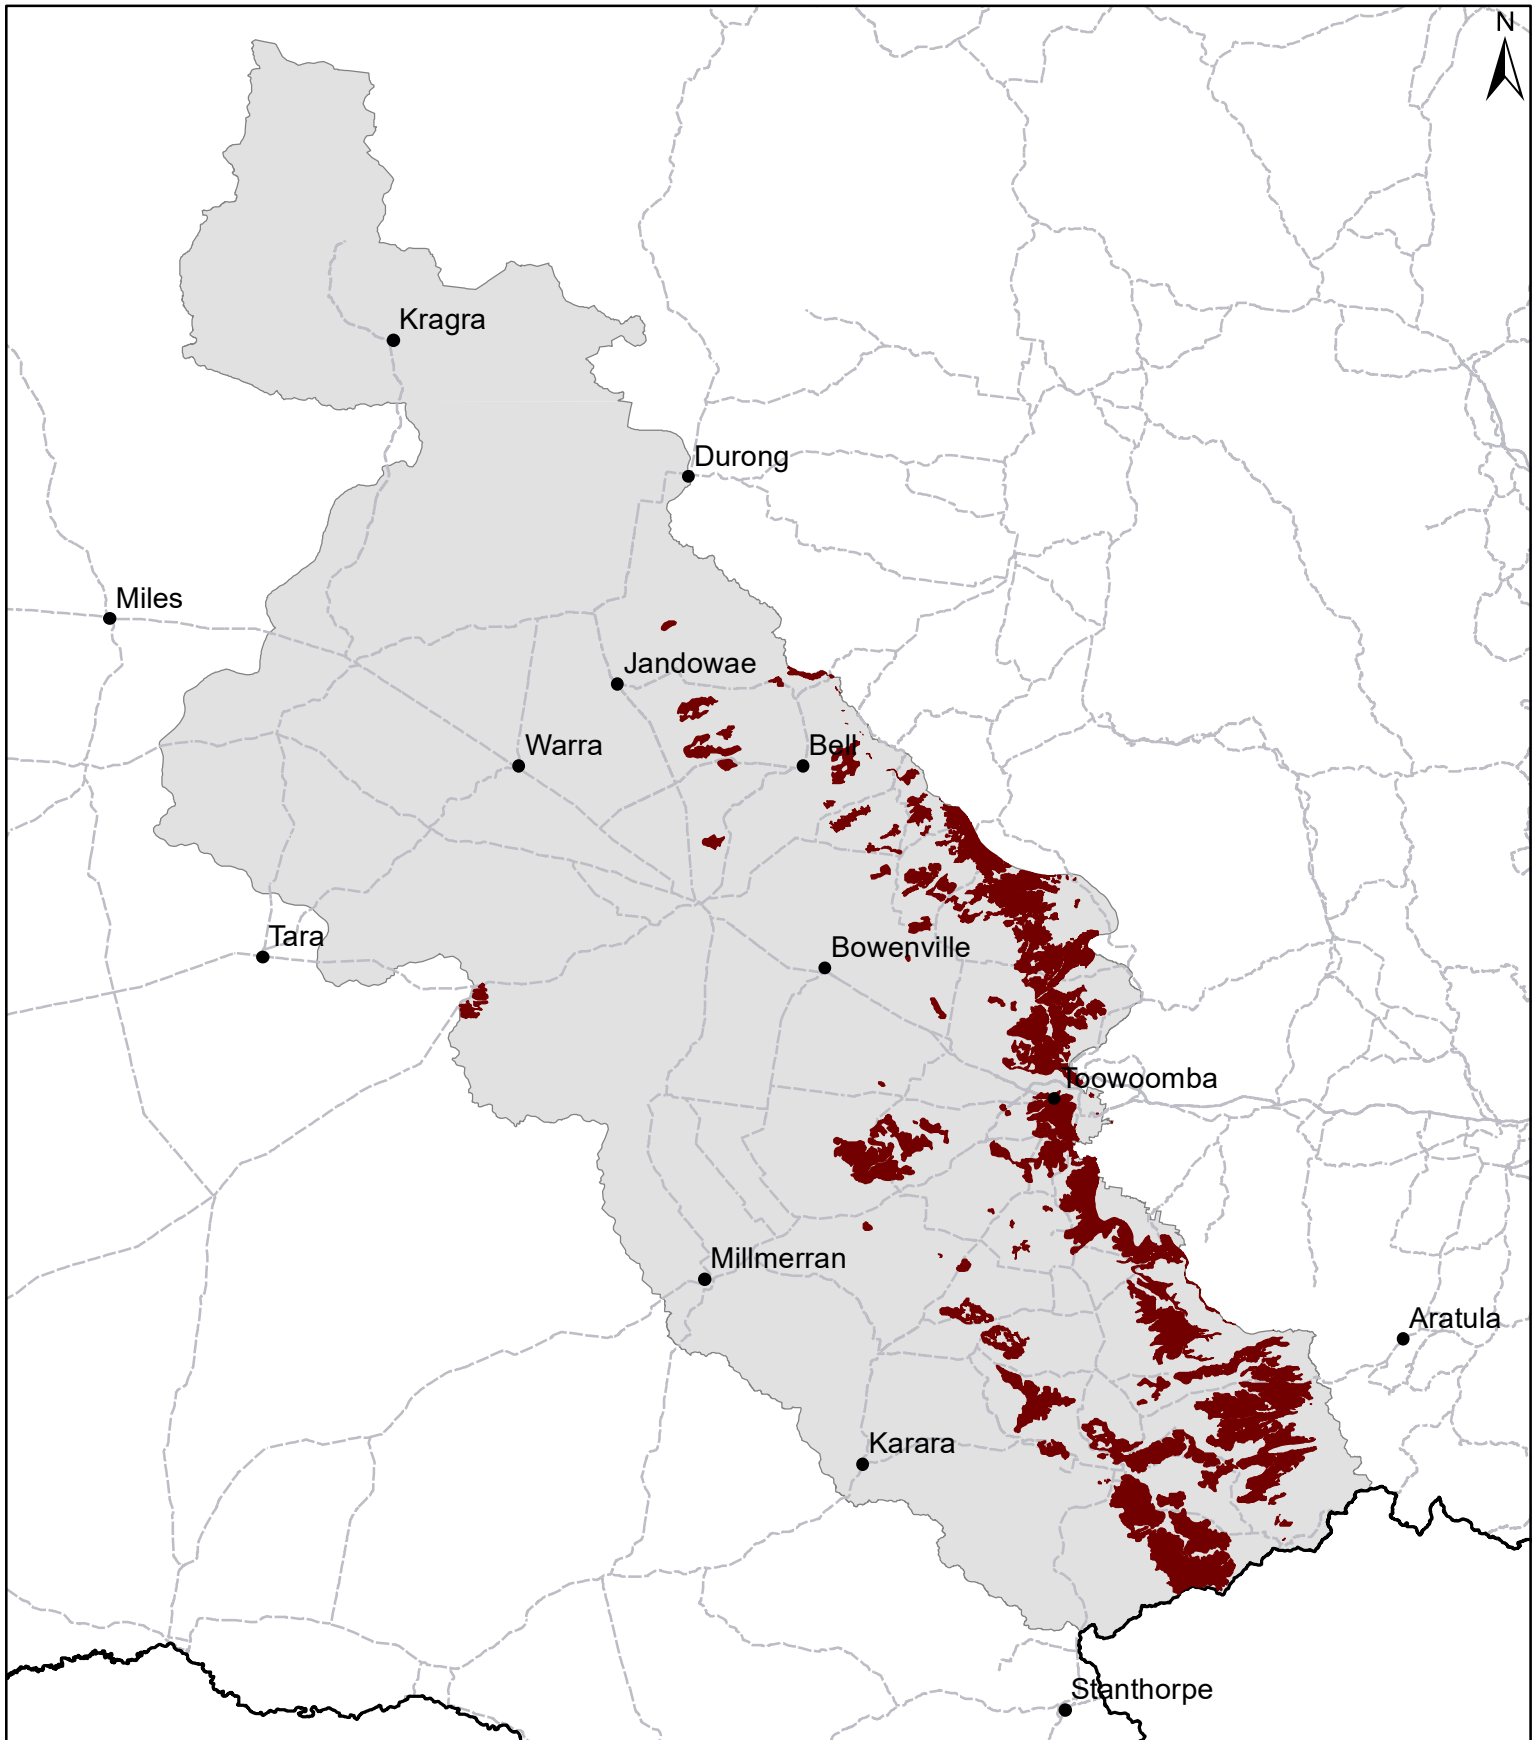 N
Kragra
Durong
Miles
Jandowae
Warra
Bell
Tara
Bowenville
Toowoomba
Millmerran
Aratula
Karara
Stanthorpe